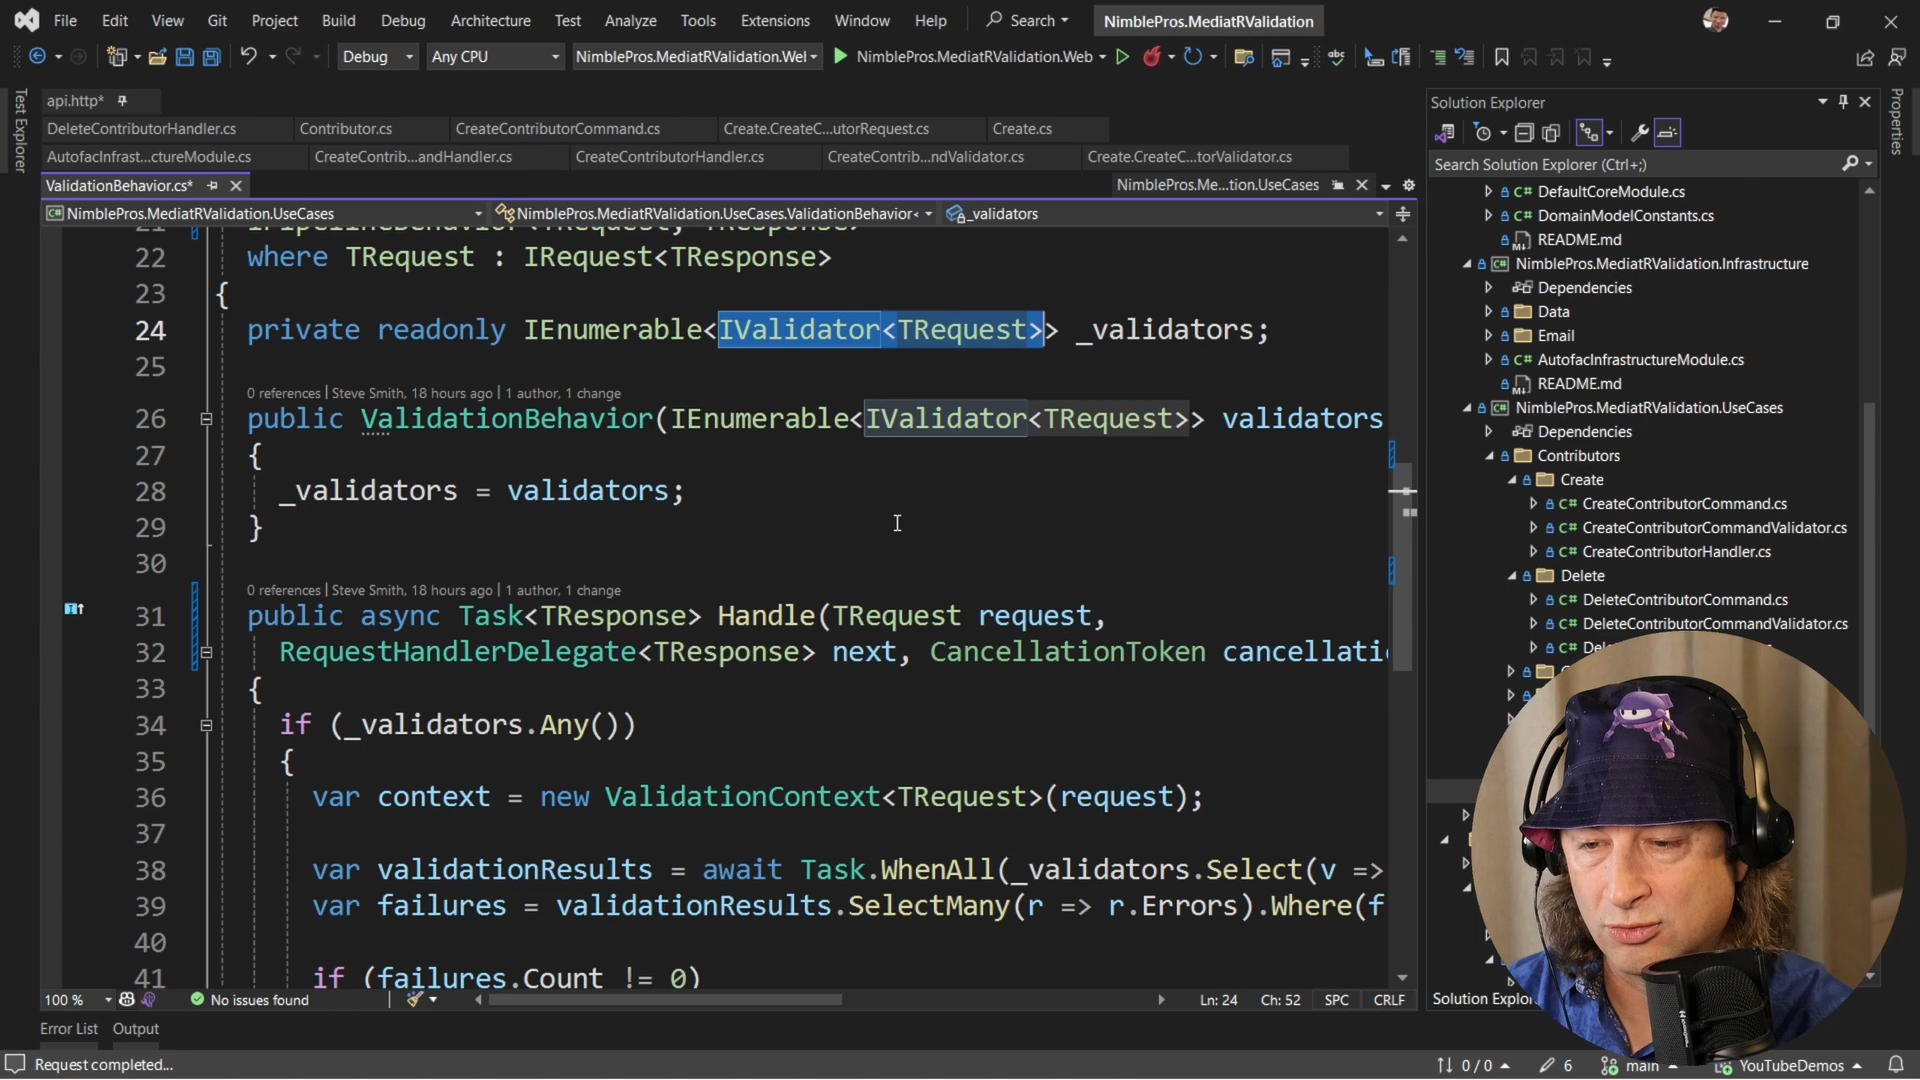 File Edit View Git Project Build Debug Architecture Test Analyze Tools Extensions Window Help Search NimblePros.MediatRValidation
Debug Any CPU NimblePros.MediatRValidation.Wel NimblePros.MediatRValidation.Web
Test Explorer
api.http*
DeleteContributorHandler.cs Contributor.cs CreateContributorCommand.cs Create.CreateC...utorRequest.cs Create.cs
AutofacInfrast...ctureModule.cs CreateContrib...andHandler.cs CreateContributorHandler.cs CreateContrib...ndValidator.cs Create.CreateC...torValidator.cs
ValidationBehavior.cs* NimblePros.Me...tion.UseCases
NimblePros.MediatRValidation.UseCases NimblePros.MediatRValidation.UseCases.ValidationBehavior< _validators
21 IPipelineBehavior<TRequest, TResponse>
22 where TRequest : IRequest<TResponse>
23 {
24 private readonly IEnumerable<IValidator<TRequest>> _validators;
25
0 references | Steve Smith, 18 hours ago | 1 author, 1 change
26 public ValidationBehavior(IEnumerable<IValidator<TRequest>> validators
27 {
28 _validators = validators;
29 }
30
0 references | Steve Smith, 18 hours ago | 1 author, 1 change
31 public async Task<TResponse> Handle(TRequest request,
32 RequestHandlerDelegate<TResponse> next, CancellationToken cancellati
33 {
34 if (_validators.Any())
35 {
36 var context = new ValidationContext<TRequest>(request);
37
38 var validationResults = await Task.WhenAll(_validators.Select(v =>
39 var failures = validationResults.SelectMany(r => r.Errors).Where(f
40
41 if (failures.Count != 0)
100 % No issues found Ln: 24 Ch: 52 SPC CRLF
Error List Output
Request completed...
0 / 0 6 main YouTubeDemos
Solution Explorer
Search Solution Explorer (Ctrl+;)
C# DefaultCoreModule.cs
C# DomainModelConstants.cs
README.md
NimblePros.MediatRValidation.Infrastructure
Dependencies
Data
Email
C# AutofacInfrastructureModule.cs
README.md
NimblePros.MediatRValidation.UseCases
Dependencies
Contributors
Create
C# CreateContributorCommand.cs
C# CreateContributorCommandValidator.cs
C# CreateContributorHandler.cs
Delete
C# DeleteContributorCommand.cs
C# DeleteContributorCommandValidator.cs
Solution Explo
Properties